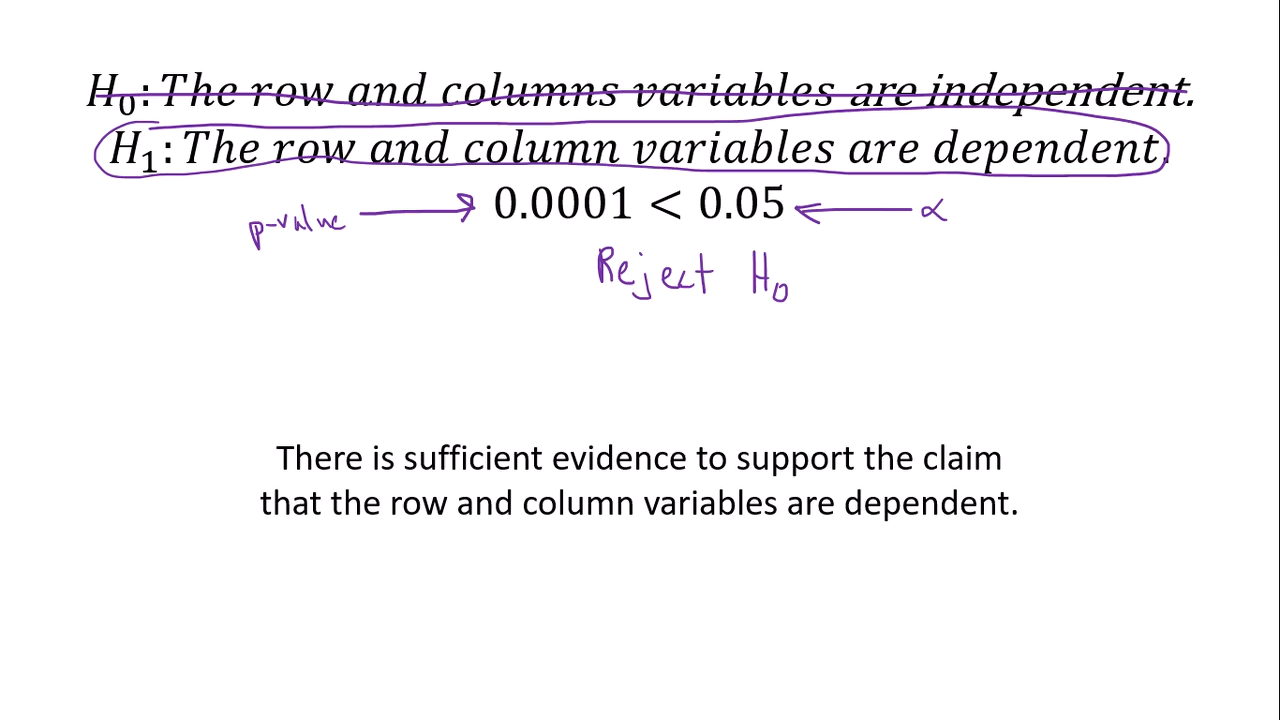 H₀: The row and columns variables are independent.
H₁: The row and column variables are dependent.
p-value → 0.0001 < 0.05 ← α
Reject H₀
There is sufficient evidence to support the claim
that the row and column variables are dependent.